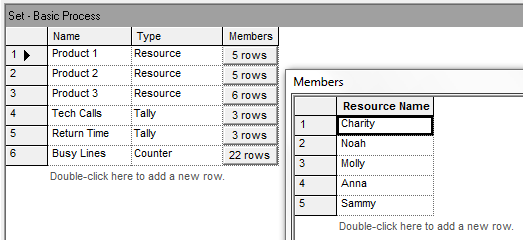 Set - Basic Process
Name Type Members
1 Product 1 Resource 5 rows
2 Product 2 Resource 5 rows
3 Product 3 Resource 6 rows
4 Tech Calls Tally 3 rows
5 Return Time Tally 3 rows
6 Busy Lines Counter 22 rows
Double-click here to add a new row.
Members
Resource Name
1 Charity
2 Noah
3 Molly
4 Anna
5 Sammy
Double-click here to add a new row.